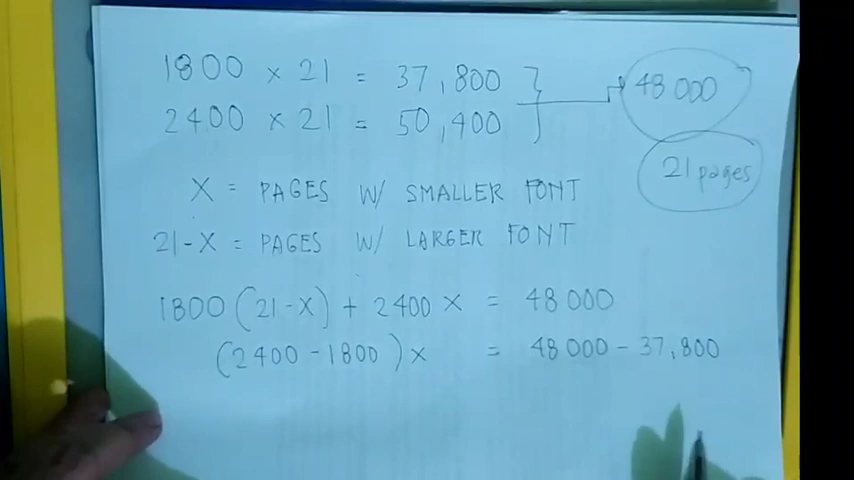 1800 x 21 = 37,800
48 000
2400 x 21 = 50,400
21 pages
X = PAGES W/ SMALLER FONT
21-X = PAGES W/ LARGER FONT
1800 (21-X) + 2400 X = 48 000
(2400 - 1800) X = 48 000 - 37,800